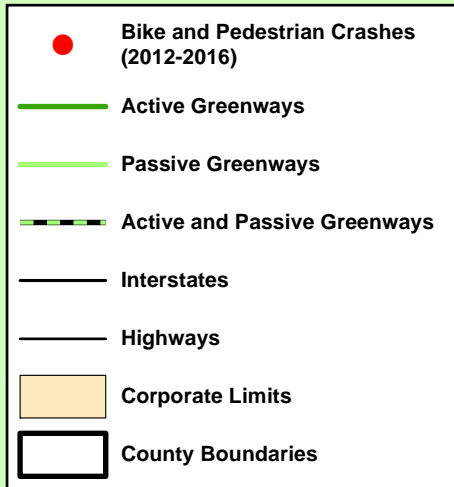 Bike and Pedestrian Crashes
(2012-2016)
Active Greenways
Passive Greenways
Active and Passive Greenways
Interstates
Highways
Corporate Limits
County Boundaries